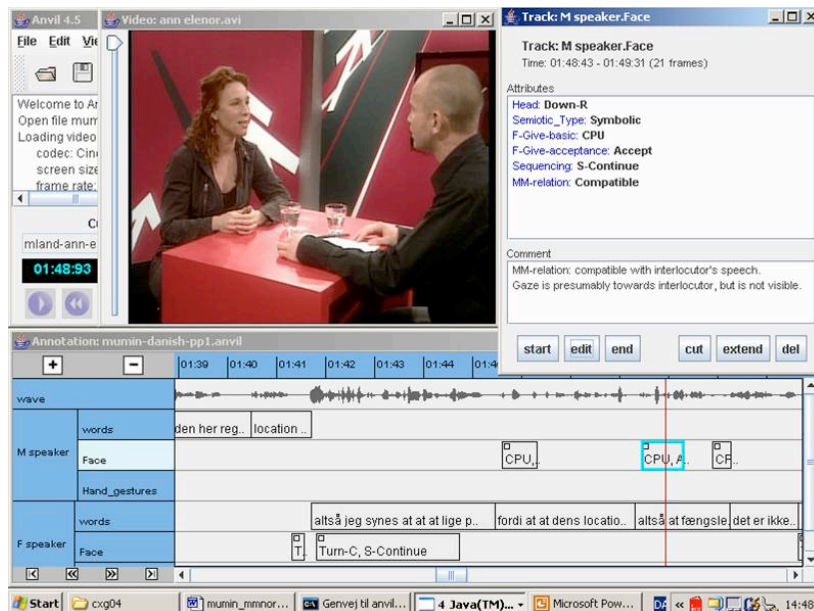 Anvil 4.5
File Edit Vie
Welcome to Ar
Open file mum
Loading video
codec: Cine
screen size
frame rate:
mland-ann-e
01:48:93
Video: ann elenor.avi
Track: M speaker.Face
Track: M speaker.Face
Time: 01:48:43 - 01:49:31 (21 frames)
Attributes
Head: Down-R
Semiotic_Type: Symbolic
F-Give-basic: CPU
F-Give-acceptance: Accept
Sequencing: S-Continue
MM-relation: Compatible
Comment
MM-relation: compatible with interlocutor's speech.
Gaze is presumably towards interlocutor, but is not visible.
start edit end cut extend del
Annotation: mumin-danish-pp1.anvil
+ -
01:39 01:40 01:41 01:42 01:43 01:44 01:4
wave
M speaker
words den her reg.. location ..
Face CPU,.. CPU, A.. CF..
Hand_gestures
F speaker
words altså jeg synes at at at lige p.. fordi at at dens locatio.. altså at fængsle. det er ikke..
Face T.. Turn-C, S-Continue
Start cxg04 mumin_mmnor... Genvej til anvil... 4 Java(TM)... Microsoft Pow... DA « 14:48